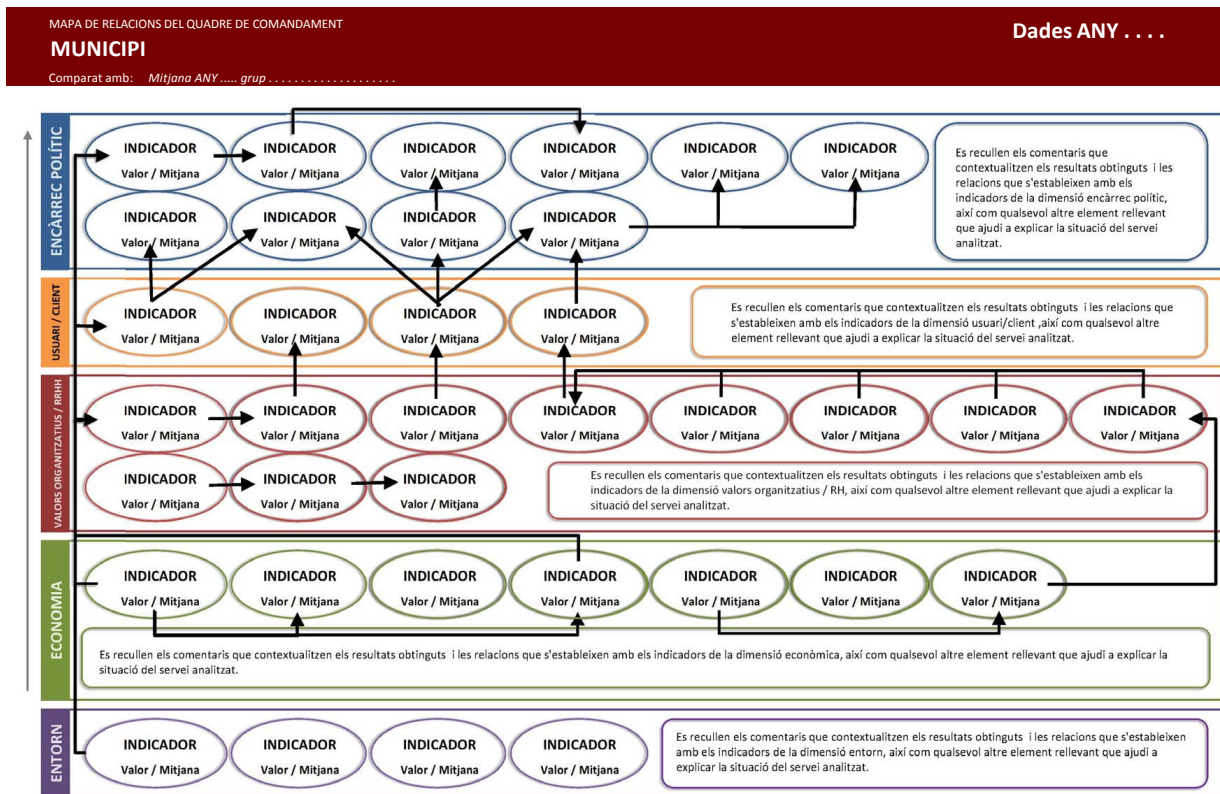 MAPA DE RELACIONS DEL QUADRE DE COMANDAMENT
MUNICIPI
Dades ANY . . . .
Comparat amb: Mitjana ANY ..... grup . . . . . . . . . . . . . . . . . . . .
ENCÀRREC POLÍTIC
INDICADOR INDICADOR INDICADOR INDICADOR INDICADOR INDICADOR
Valor / Mitjana Valor / Mitjana Valor / Mitjana Valor / Mitjana Valor / Mitjana Valor / Mitjana
INDICADOR INDICADOR INDICADOR INDICADOR
Valor / Mitjana Valor / Mitjana Valor / Mitjana Valor / Mitjana
Es recullen els comentaris que
contextualitzen els resultats obtinguts i les
relacions que s'estableixen amb els
indicadors de la dimensió encàrrec polític,
així com qualsevol altre element rellevant
que ajudi a explicar la situació del servei
analitzat.
USUARI / CLIENT
INDICADOR INDICADOR INDICADOR INDICADOR
Valor / Mitjana Valor / Mitjana Valor / Mitjana Valor / Mitjana
Es recullen els comentaris que contextualitzen els resultats obtinguts i les relacions que
s'estableixen amb els indicadors de la dimensió usuari/client ,així com qualsevol altre
element rellevant que ajudi a explicar la situació del servei analitzat.
VALORS ORGANITZATIUS / RRHH
INDICADOR INDICADOR INDICADOR INDICADOR INDICADOR INDICADOR INDICADOR INDICADOR
Valor / Mitjana Valor / Mitjana Valor / Mitjana Valor / Mitjana Valor / Mitjana Valor / Mitjana Valor / Mitjana Valor / Mitjana
INDICADOR INDICADOR INDICADOR
Valor / Mitjana Valor / Mitjana Valor / Mitjana
Es recullen els comentaris que contextualitzen els resultats obtinguts i les relacions que s'estableixen amb els
indicadors de la dimensió valors organitzatius / RH, així com qualsevol altre element rellevant que ajudi a explicar la
situació del servei analitzat.
ECONOMIA
INDICADOR INDICADOR INDICADOR INDICADOR INDICADOR INDICADOR INDICADOR
Valor / Mitjana Valor / Mitjana Valor / Mitjana Valor / Mitjana Valor / Mitjana Valor / Mitjana Valor / Mitjana
Es recullen els comentaris que contextualitzen els resultats obtinguts i les relacions que s'estableixen amb els indicadors de la dimensió econòmica, així com qualsevol altre element rellevant que ajudi a explicar la
situació del servei analitzat.
ENTORN
INDICADOR INDICADOR INDICADOR INDICADOR
Valor / Mitjana Valor / Mitjana Valor / Mitjana Valor / Mitjana
Es recullen els comentaris que contextualitzen els resultats obtinguts i les relacions que s'estableixen
amb els indicadors de la dimensió entorn, així com qualsevol altre element rellevant que ajudi a
explicar la situació del servei analitzat.